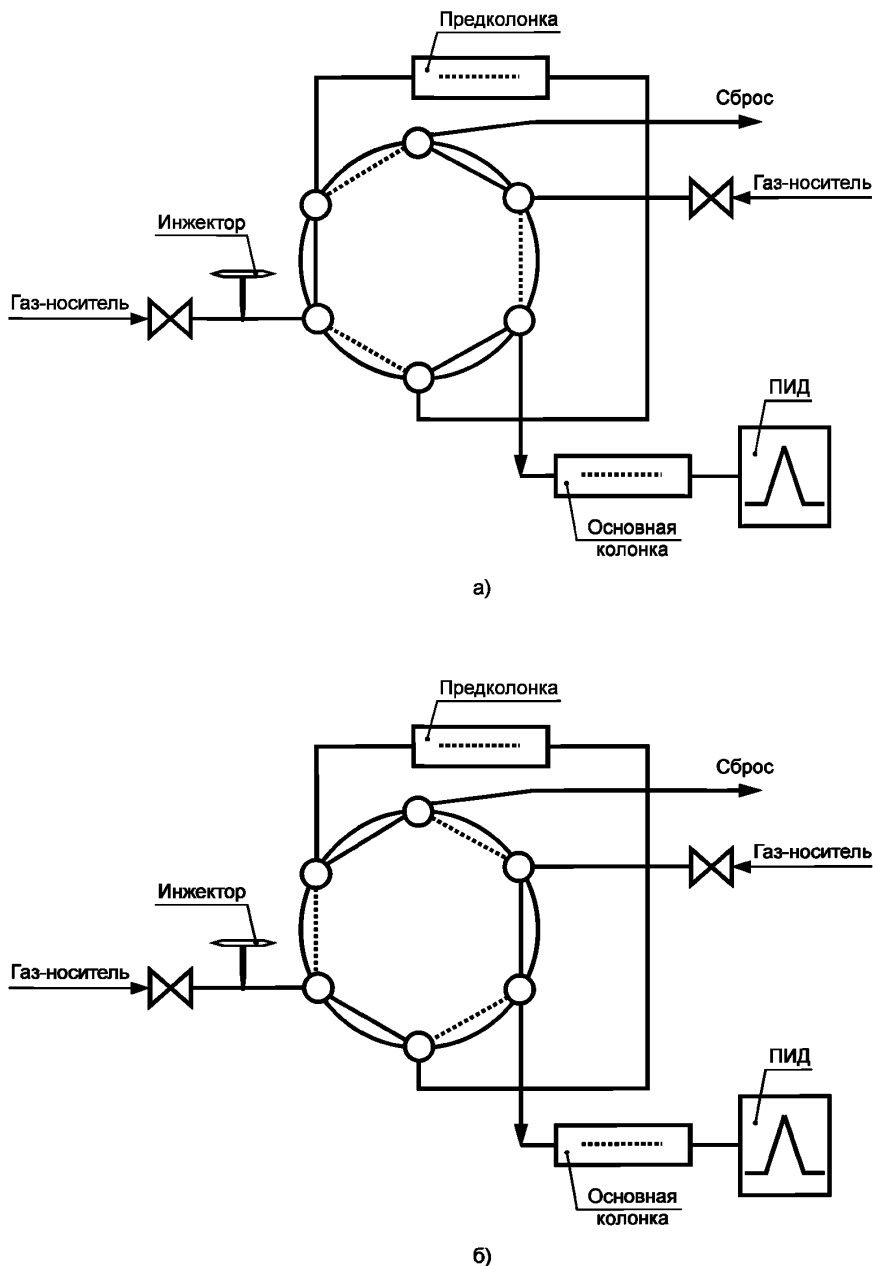 Предколонка
Сброс
Газ-носитель
Инжектор
Газ-носитель
ПИД
Основная
колонка
а)
Предколонка
Сброс
Газ-носитель
Инжектор
Газ-носитель
ПИД
Основная
колонка
б)